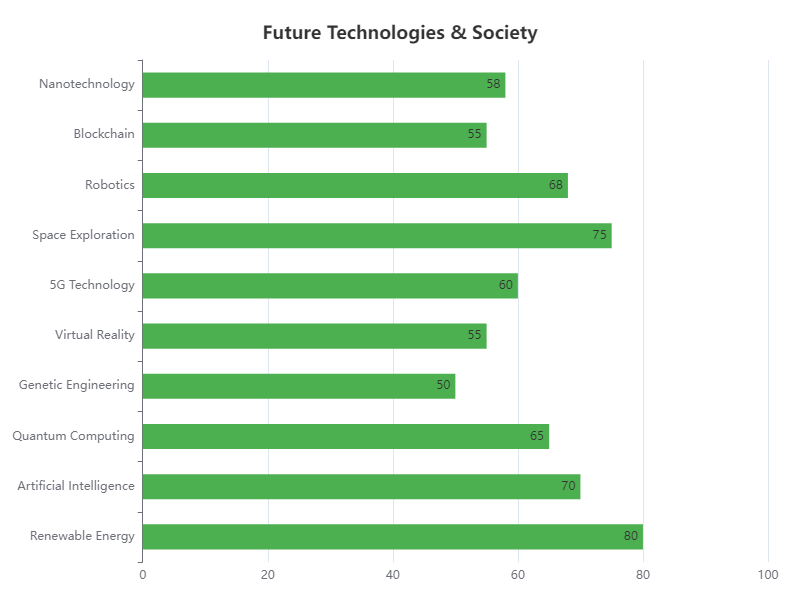 Future Technologies & Society
Nanotechnology 58
Blockchain 55
Robotics 68
Space Exploration 75
5G Technology 60
Virtual Reality 55
Genetic Engineering 50
Quantum Computing 65
Artificial Intelligence 70
Renewable Energy 80
0 20 40 60 80 100